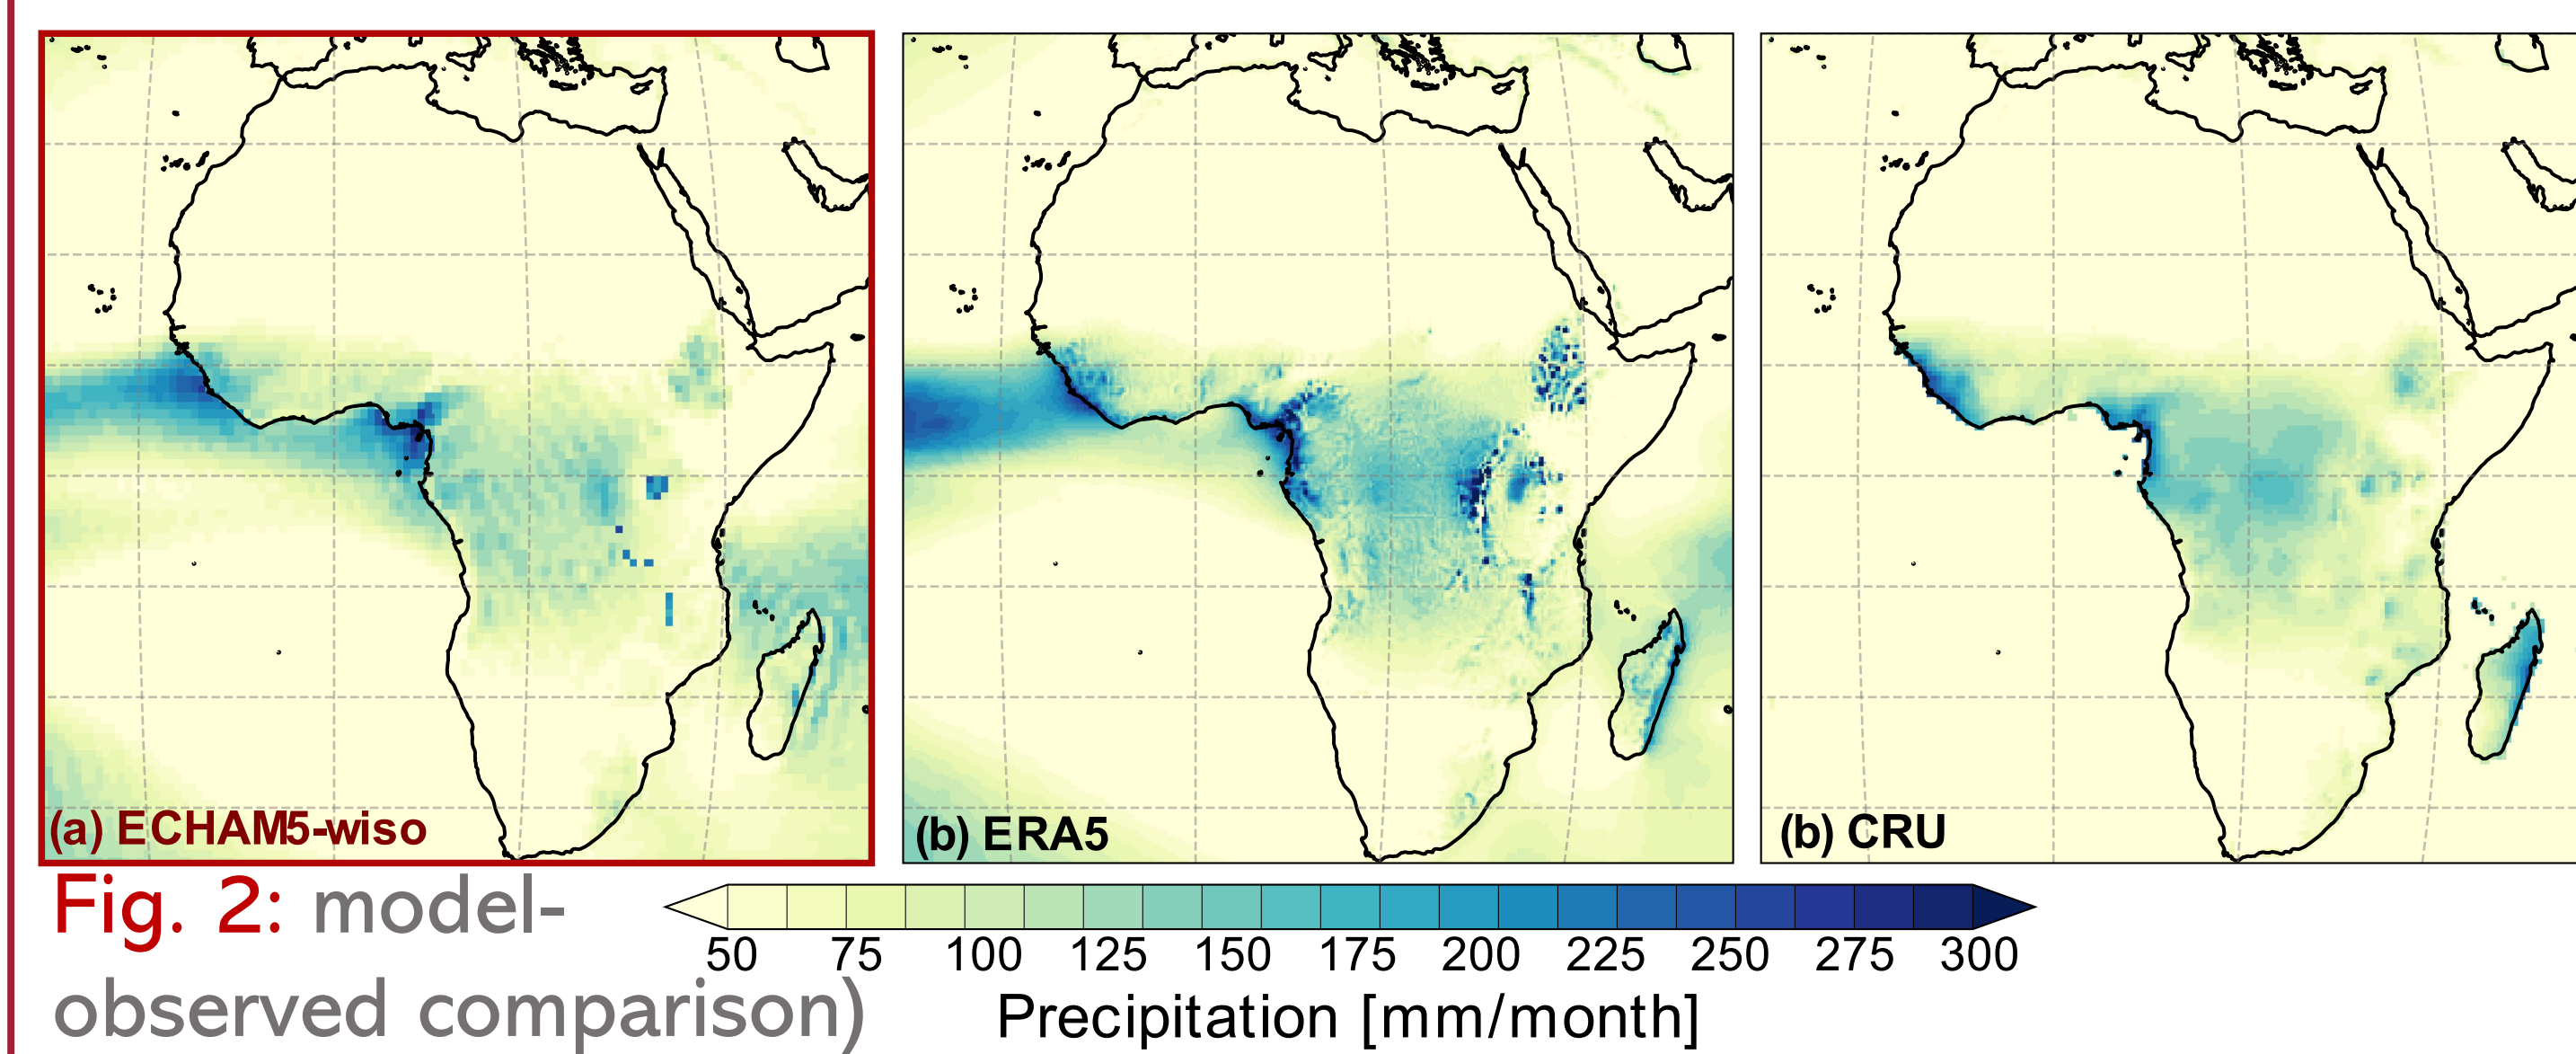 (a) ECHAM5-wiso
(b) ERA5
(b) CRU
Fig. 2: model-
observed comparison)
50 75 100 125 150 175 200 225 250 275 300
Precipitation [mm/month]